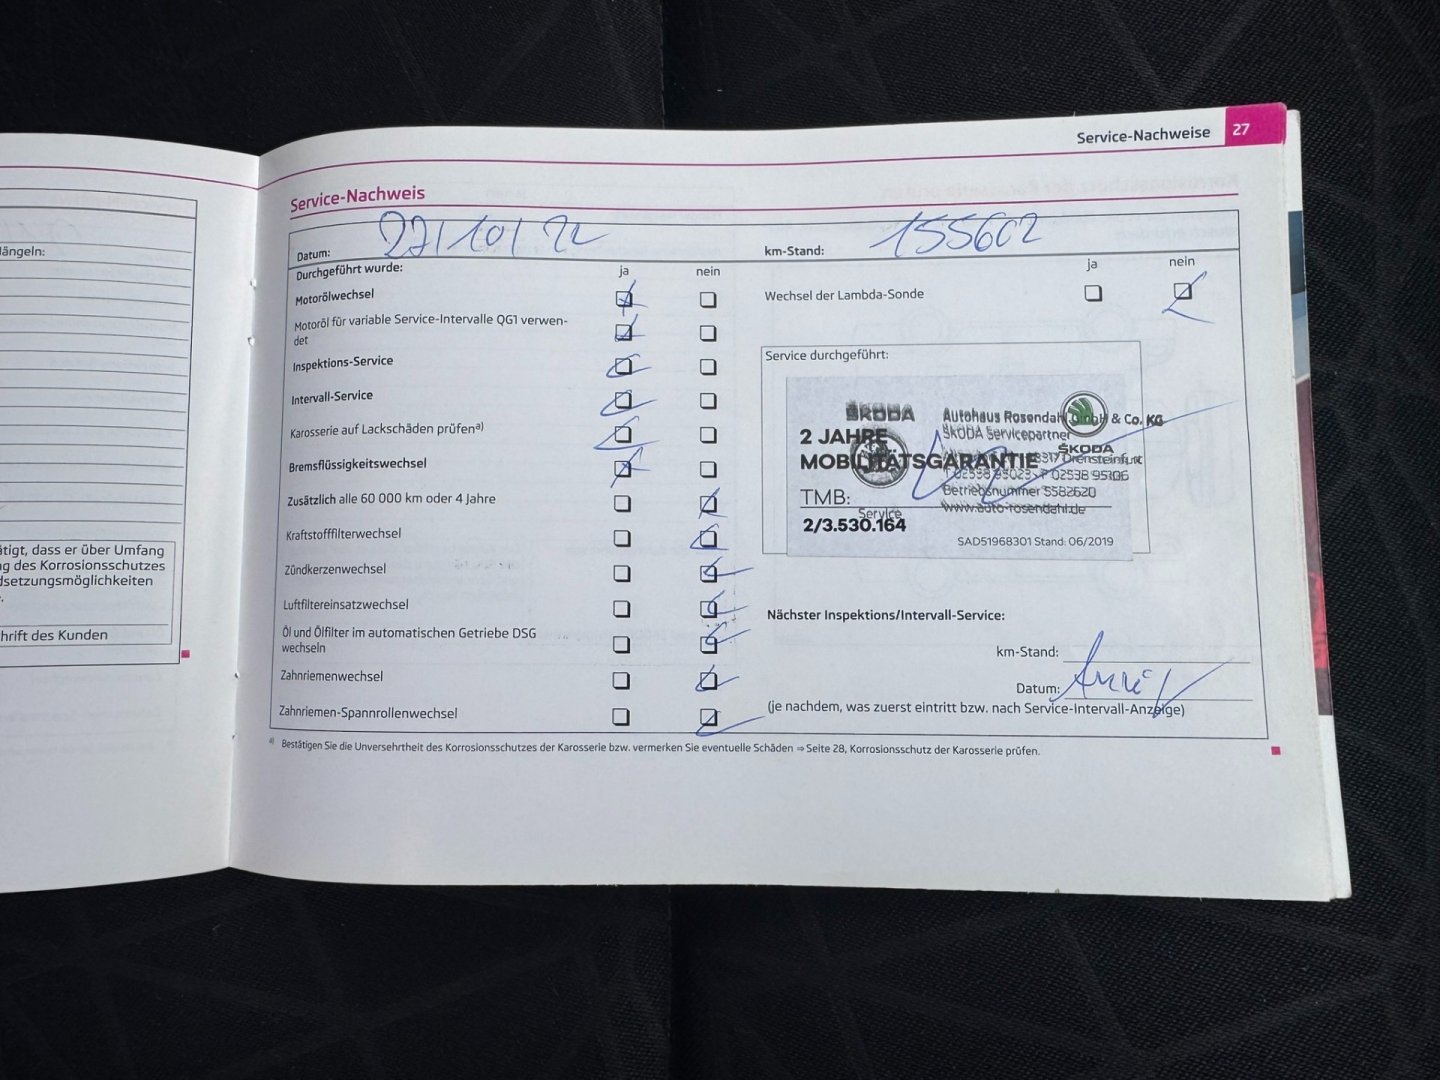 Service-Nachweise 27
Service-Nachweis
Datum: 27/10/22
km-Stand: 155602
Durchgeführt wurde: ja nein
ja nein
Motorölwechsel
Wechsel der Lambda-Sonde
Motoröl für variable Service-Intervalle QG1 verwen-
det
Inspektions-Service
Service durchgeführt:
Intervall-Service
Karosserie auf Lackschäden prüfen a)
Bremsflüssigkeitswechsel
Zusätzlich alle 60 000 km oder 4 Jahre
Kraftstofffilterwechsel
Zündkerzenwechsel
Luftfiltereinsatzwechsel
Öl und Ölfilter im automatischen Getriebe DSG
wechseln
Zahnriemenwechsel
Zahnriemen-Spannrollenwechsel
ŠKODA
Autohaus Rosendahl GmbH & Co. KG
ŠKODA Servicepartner
2 JAHRE
MOBILITÄTSGARANTIE
ŠKODA
Drensteinfurt
02538 95106
Betriebsnummer 5582620
TMB:
www.auto-rosendahl.de
Service
2/3.530.164
SAD51968301 Stand: 06/2019
Nächster Inspektions/Intervall-Service:
km-Stand:
Datum:
(je nachdem, was zuerst eintritt bzw. nach Service-Intervall-Anzeige)
a) Bestätigen Sie die Unversehrtheit des Korrosionsschutzes der Karosserie bzw. vermerken Sie eventuelle Schäden ⇒ Seite 28, Korrosionsschutz der Karosserie prüfen.
ängeln:
tigt, dass er über Umfang
g des Korrosionsschutzes
dsetzungsmöglichkeiten
hrift des Kunden